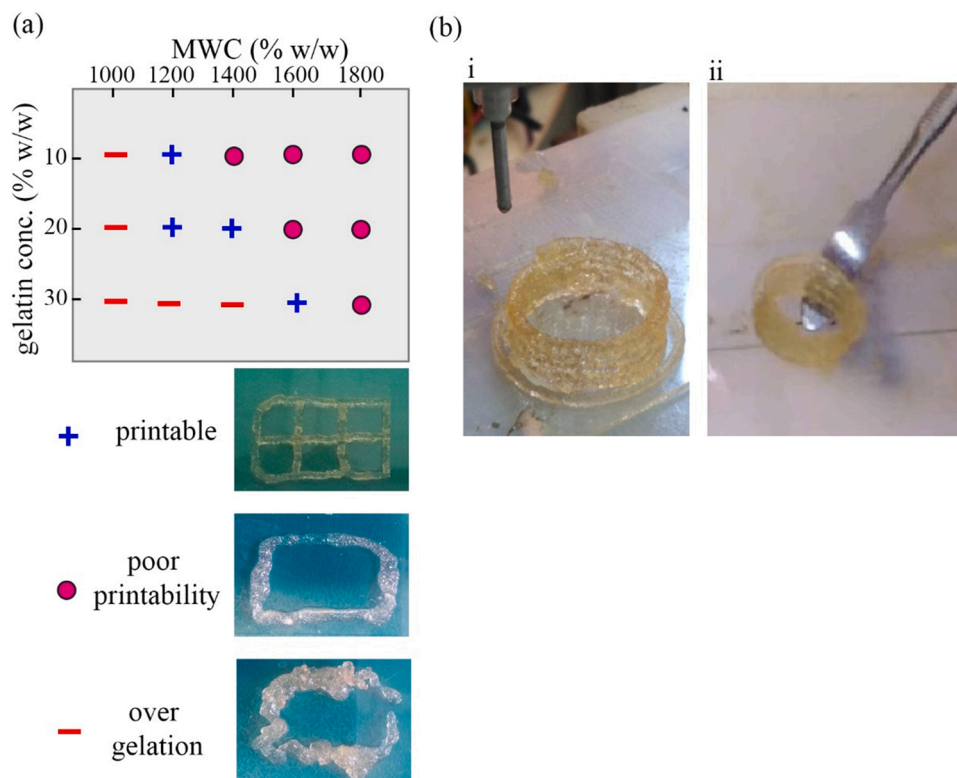 (a)
MWC (% w/w)
1000 1200 1400 1600 1800
gelatin conc. (% w/w)
10
20
30
printable
poor
printability
over
gelation
(b)
i
ii